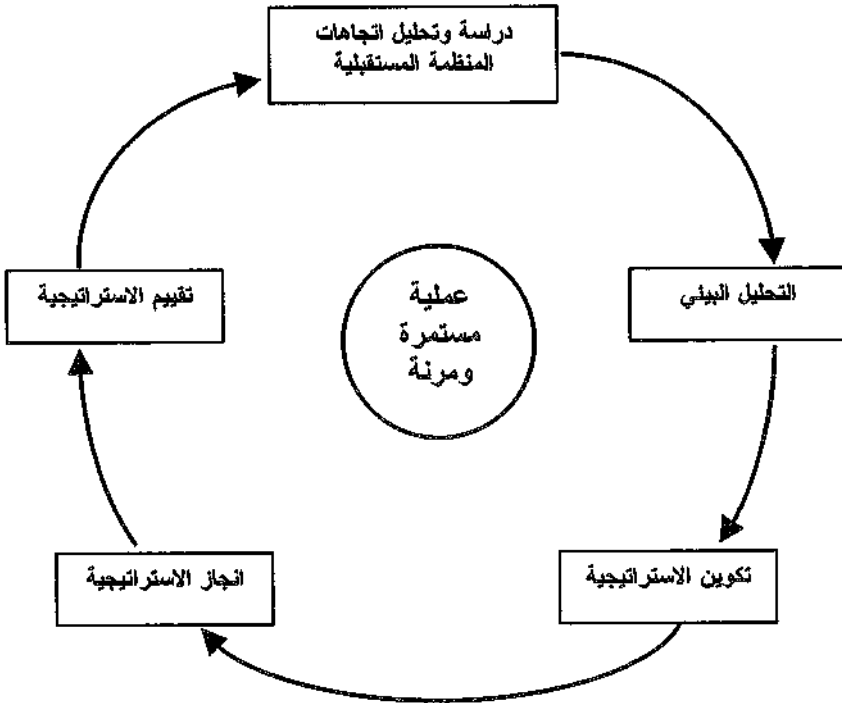 دراسة وتحليل اتجاهات
المنظمة المستقبلية
التحليل البيئي
تكوين الاستراتيجية
انجاز الاستراتيجية
تقييم الاستراتيجية
عملية
مستمرة
ومرنة